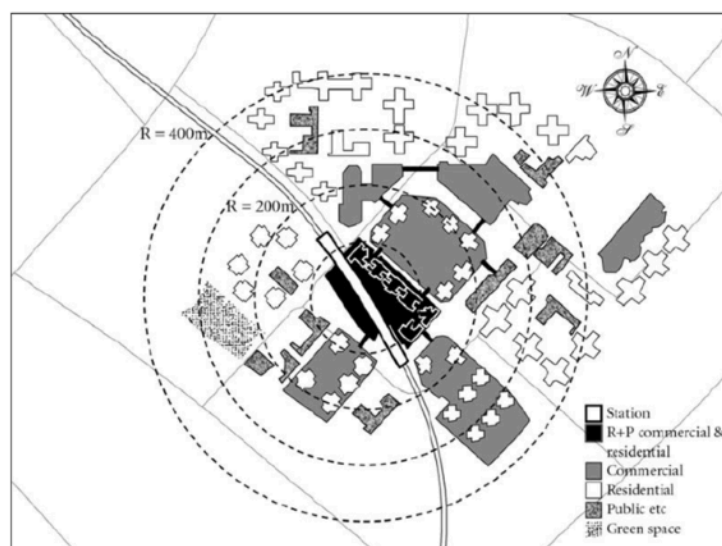 N
W E
S
R = 400m
R = 200m
Station
R+P commercial &
residential
Commercial
Residential
Public etc
Green space